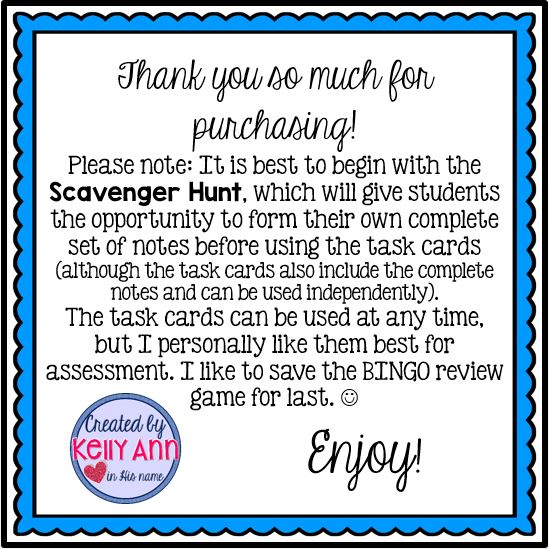 Thank you so much for
purchasing!
Please note: It is best to begin with the
Scavenger Hunt, which will give students
the opportunity to form their own complete
set of notes before using the task cards
(although the task cards also include the complete
notes and can be used independently).
The task cards can be used at any time,
but I personally like them best for
assessment. I like to save the BINGO review
game for last. ☺
Created by
KELLY ANN
in His name
Enjoy!